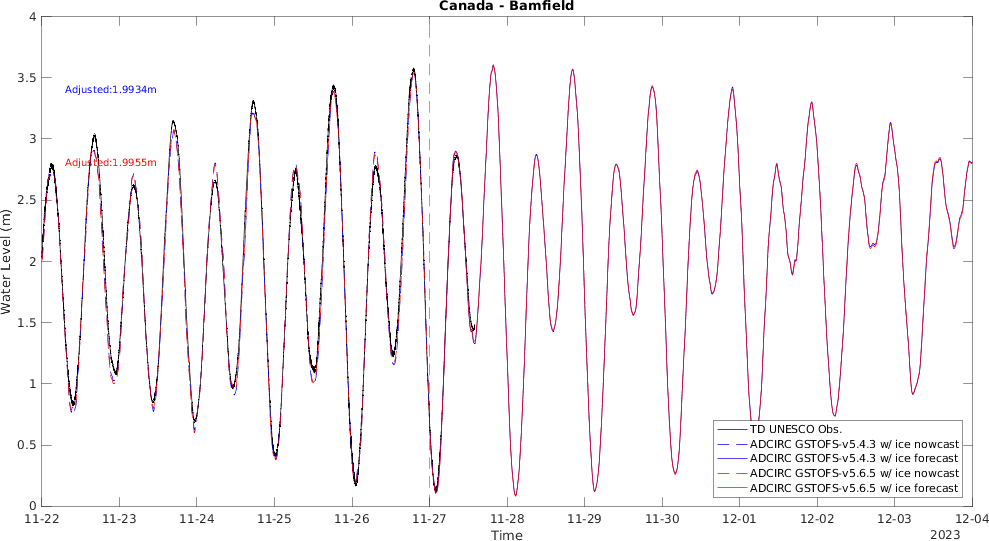 Canada - Bamfield
4
3.5
3
2.5
2
1.5
1
0.5
0
Water Level (m)
Adjusted:1.9934m
Adjusted:1.9955m
TD UNESCO Obs.
ADCIRC GSTOFS-v5.4.3 w/ ice nowcast
ADCIRC GSTOFS-v5.4.3 w/ ice forecast
ADCIRC GSTOFS-v5.6.5 w/ ice nowcast
ADCIRC GSTOFS-v5.6.5 w/ ice forecast
11-22 11-23 11-24 11-25 11-26 11-27 11-28 11-29 11-30 12-01 12-02 12-03 12-04
Time
2023